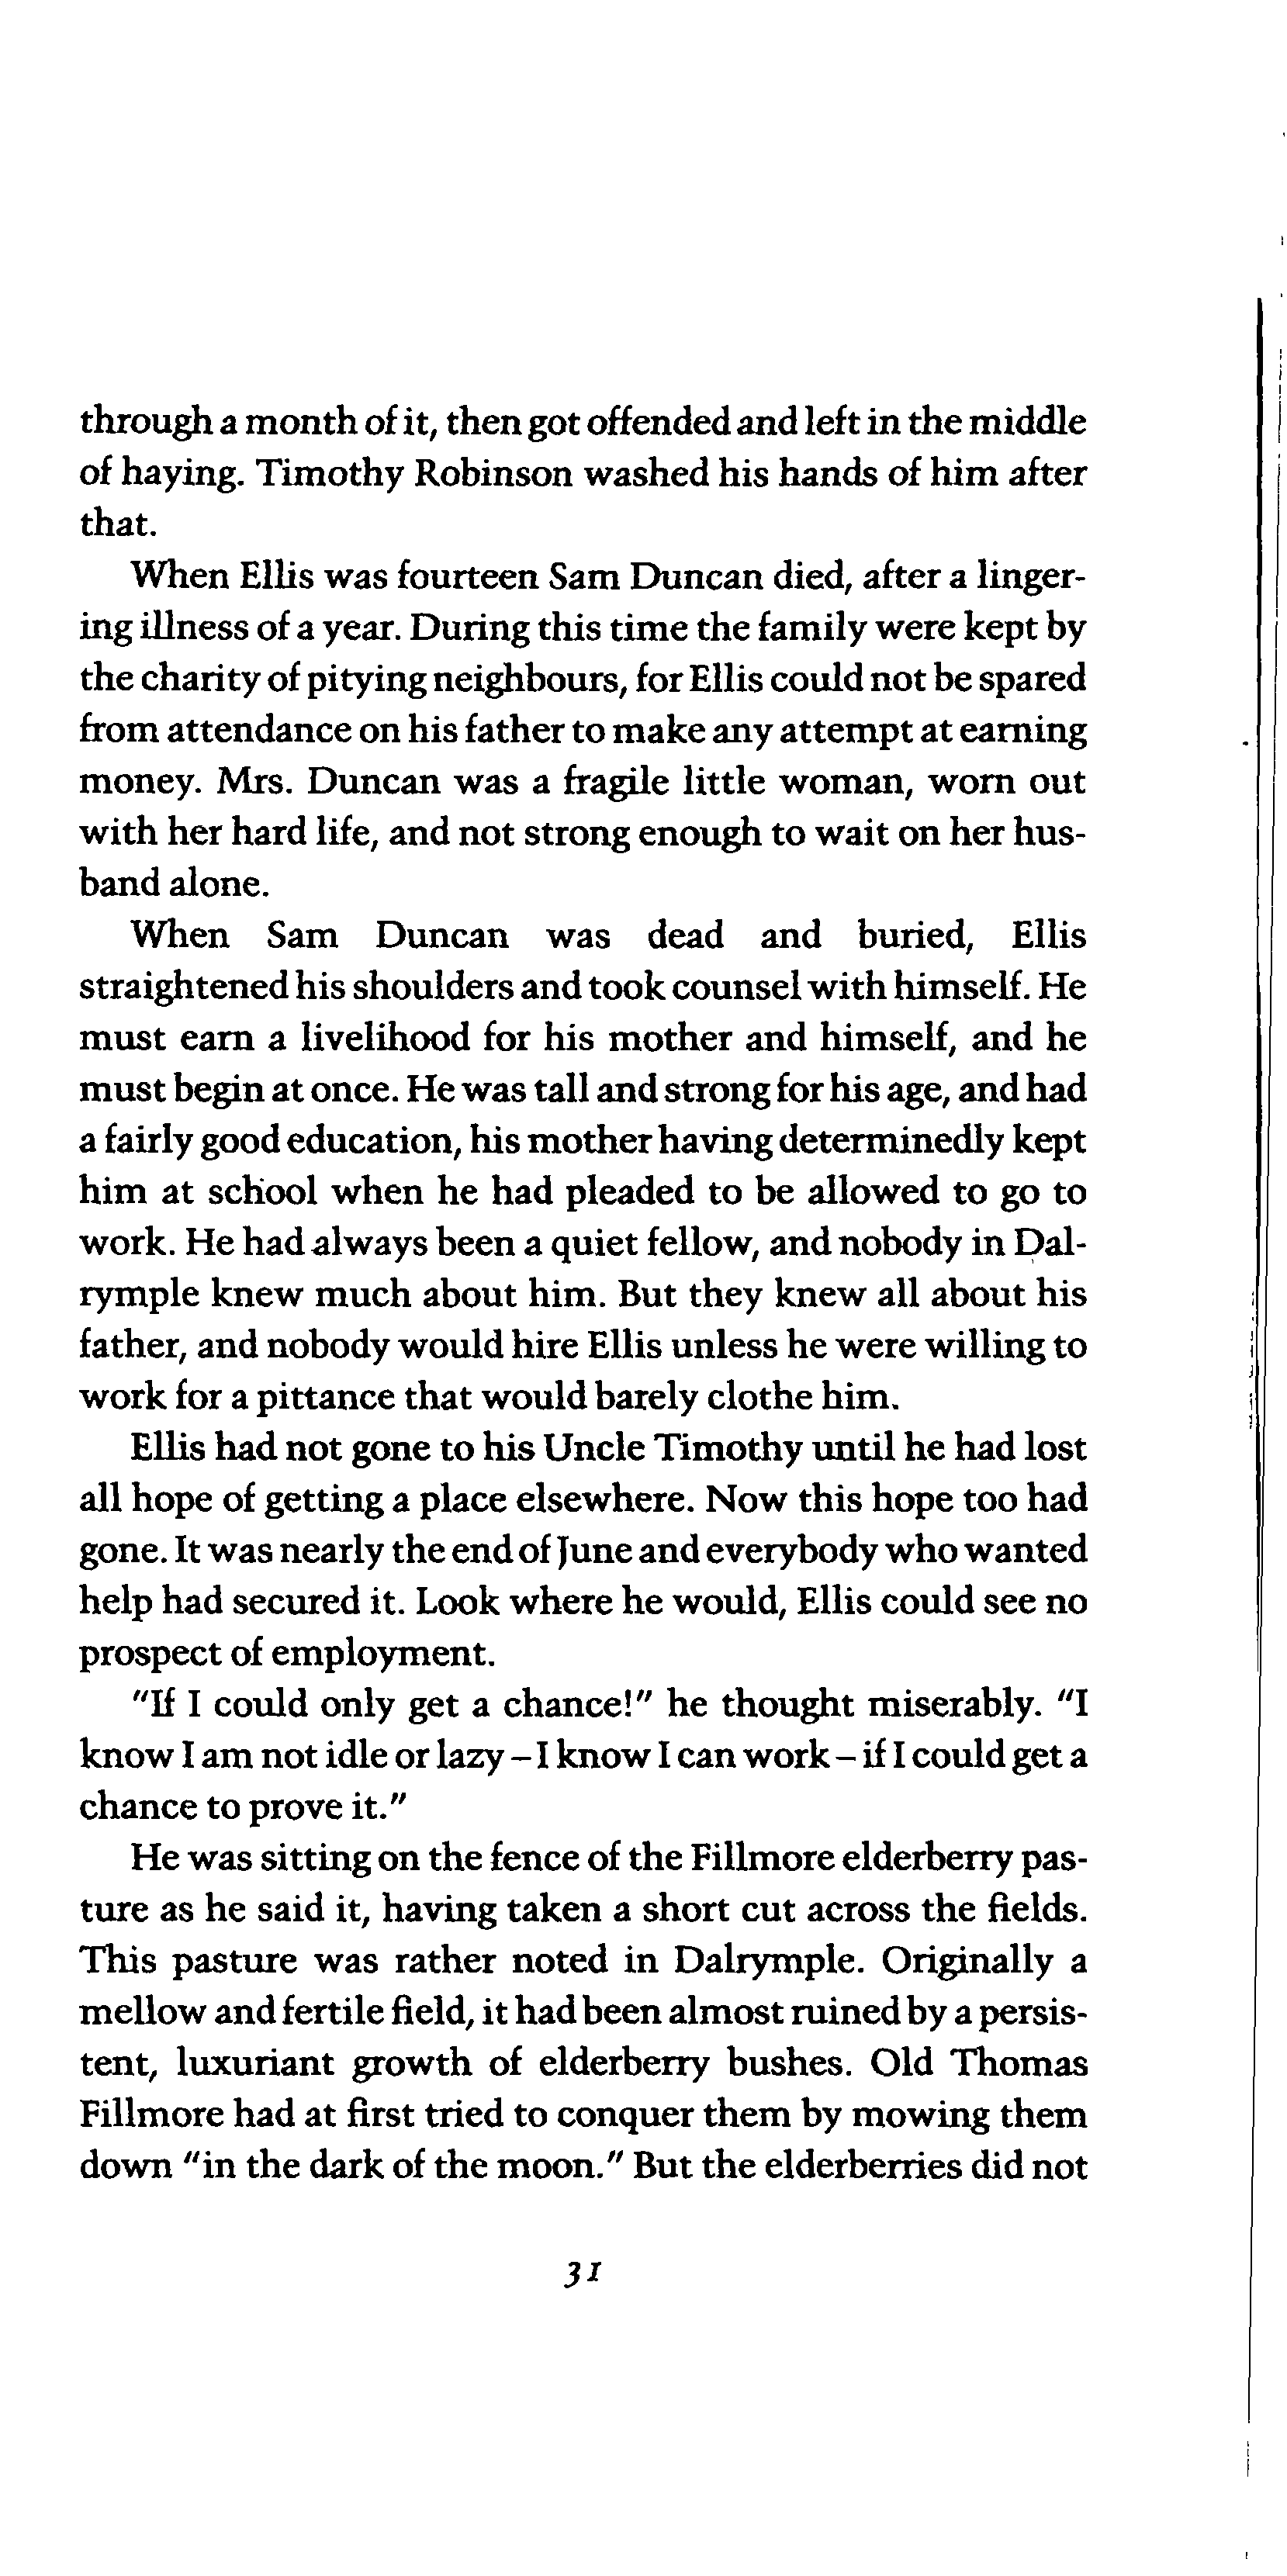 through a month of it, then got offended and left in the middle
of haying. Timothy Robinson washed his hands of him after
that.
When Ellis was fourteen Sam Duncan died, after a linger-
ing illness of a year. During this time the family were kept by
the charity of pitying neighbours, for Ellis could not be spared
from attendance on his father to make any attempt at earning
money. Mrs. Duncan was a fragile little woman, worn out
with her hard life, and not strong enough to wait on her hus-
band alone.
When Sam Duncan was dead and buried, Ellis
straightened his shoulders and took counsel with himself. He
must earn a livelihood for his mother and himself, and he
must begin at once. He was tall and strong for his age, and had
a fairly good education, his mother having determinedly kept
him at school when he had pleaded to be allowed to go to
work. He had always been a quiet fellow, and nobody in Dal-
rymple knew much about him. But they knew all about his
father, and nobody would hire Ellis unless he were willing to
work for a pittance that would barely clothe him.
Ellis had not gone to his Uncle Timothy until he had lost
all hope of getting a place elsewhere. Now this hope too had
gone. It was nearly the end of June and everybody who wanted
help had secured it. Look where he would, Ellis could see no
prospect of employment.
"If I could only get a chance!" he thought miserably. "I
know I am not idle or lazy – I know I can work – if I could get a
chance to prove it."
He was sitting on the fence of the Fillmore elderberry pas-
ture as he said it, having taken a short cut across the fields.
This pasture was rather noted in Dalrymple. Originally a
mellow and fertile field, it had been almost ruined by a persis-
tent, luxuriant growth of elderberry bushes. Old Thomas
Fillmore had at first tried to conquer them by mowing them
down "in the dark of the moon." But the elderberries did not
31